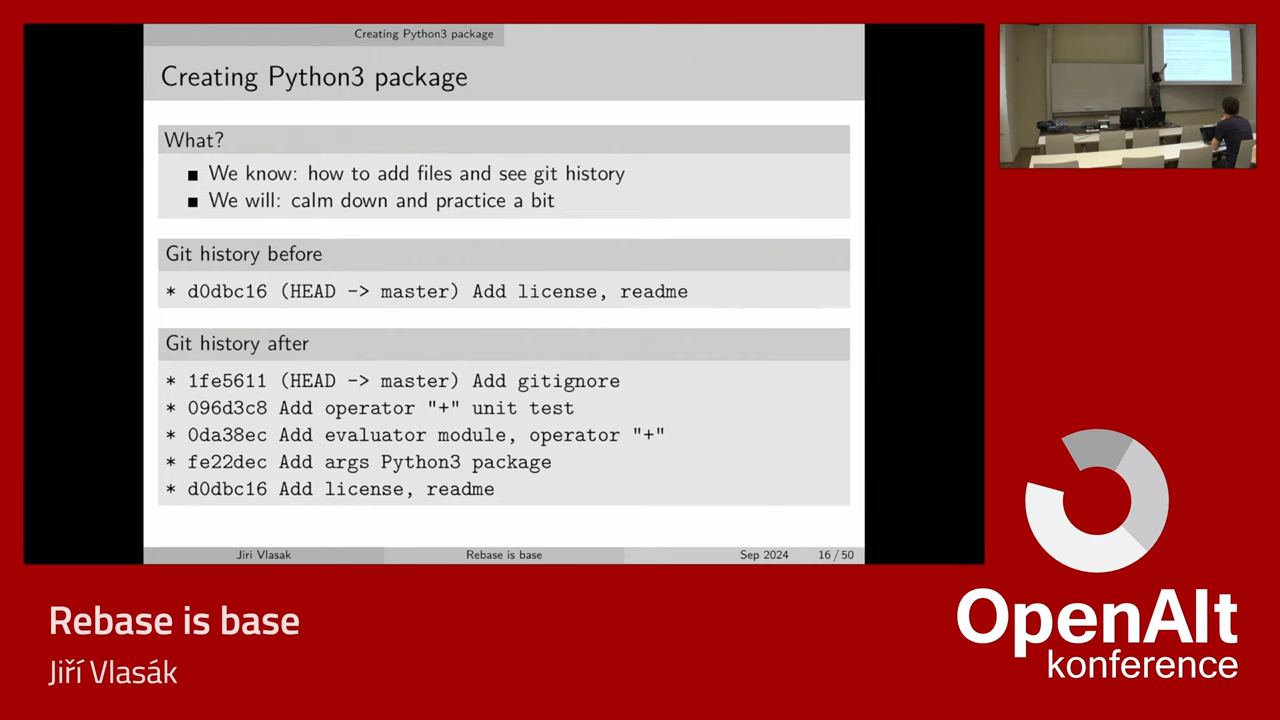 Creating Python3 package
Creating Python3 package
What?
■ We know: how to add files and see git history
■ We will: calm down and practice a bit
Git history before
* d0dbc16 (HEAD -> master) Add license, readme
Git history after
* 1fe5611 (HEAD -> master) Add gitignore
* 096d3c8 Add operator "+" unit test
* 0da38ec Add evaluator module, operator "+"
* fe22dec Add args Python3 package
* d0dbc16 Add license, readme
Jiri Vlasak Rebase is base Sep 2024 16 / 50
Rebase is base
Jiří Vlasák
OpenAlt
konference